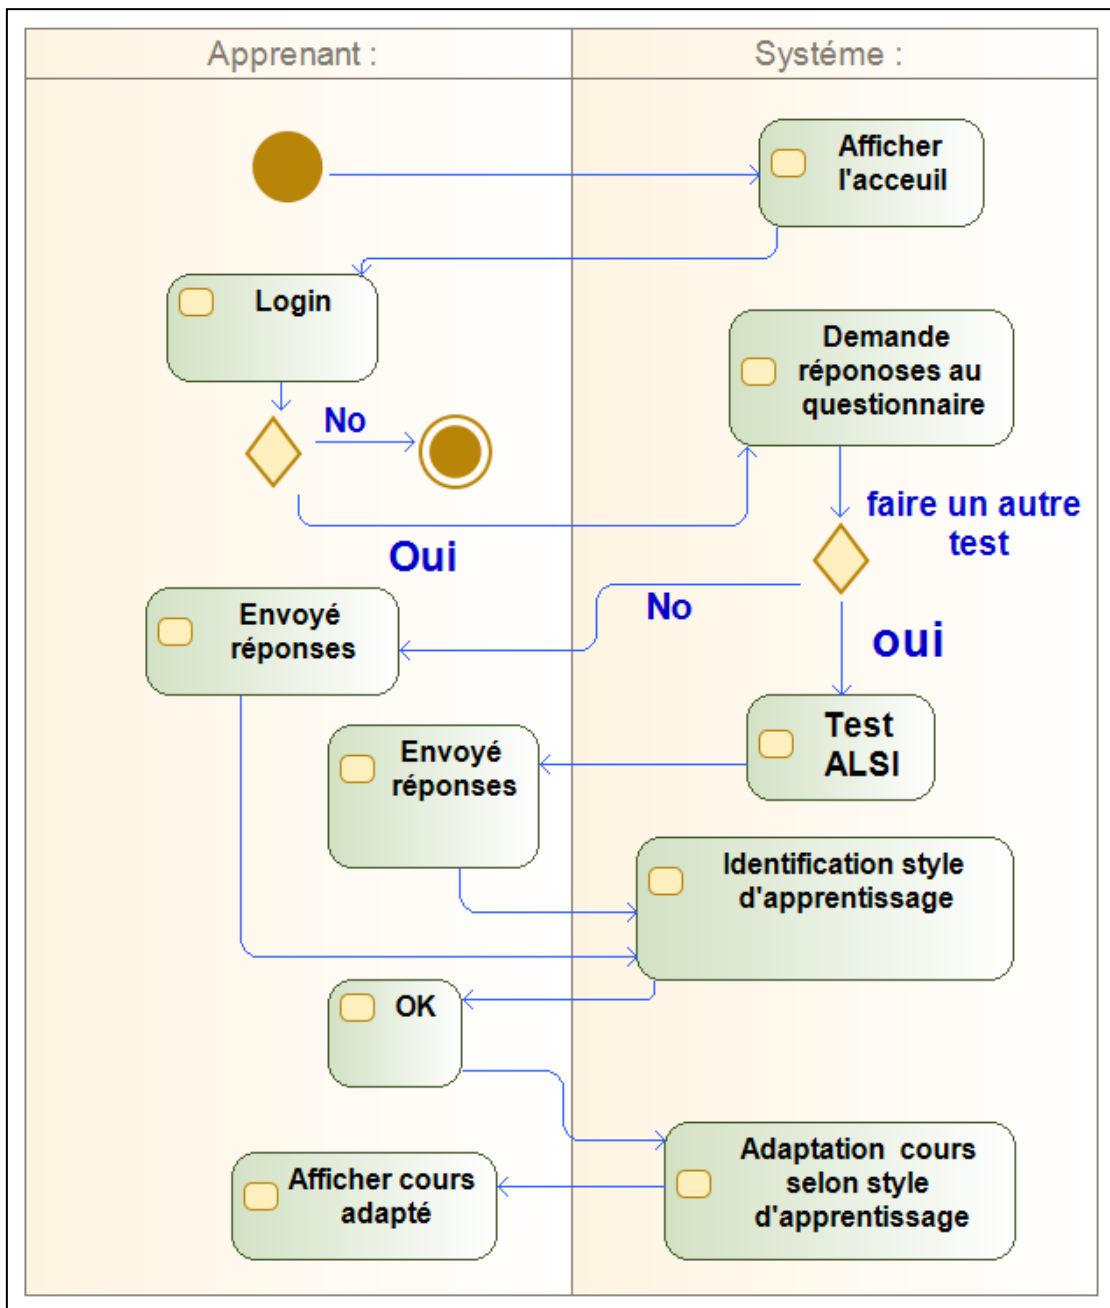 Apprenant :
Systéme :
Afficher
l'acceuil
Login
Demande
réponoses au
questionnaire
No
faire un autre
test
Oui
No
Envoyé
réponses
oui
Test
ALSI
Envoyé
réponses
Identification style
d'apprentissage
OK
Adaptation cours
selon style
d'apprentissage
Afficher cours
adapté